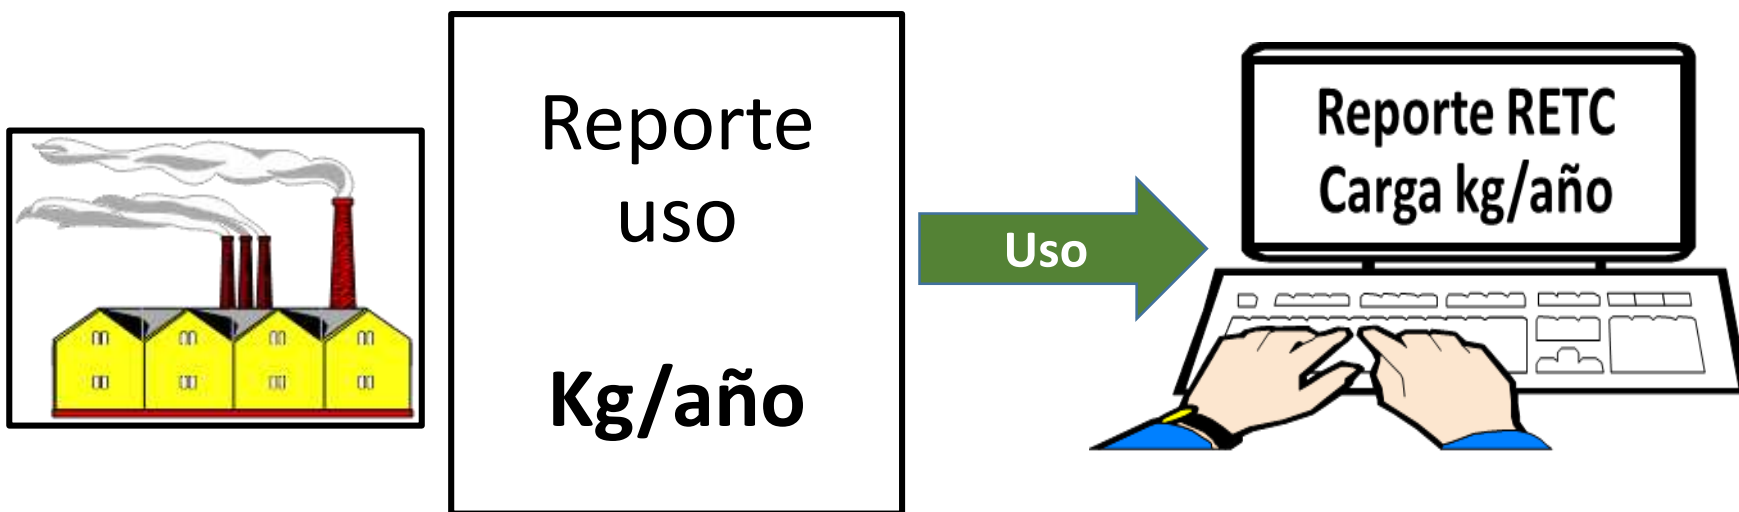 Reporte
uso
Kg/año
Uso
Reporte RETC
Carga kg/año